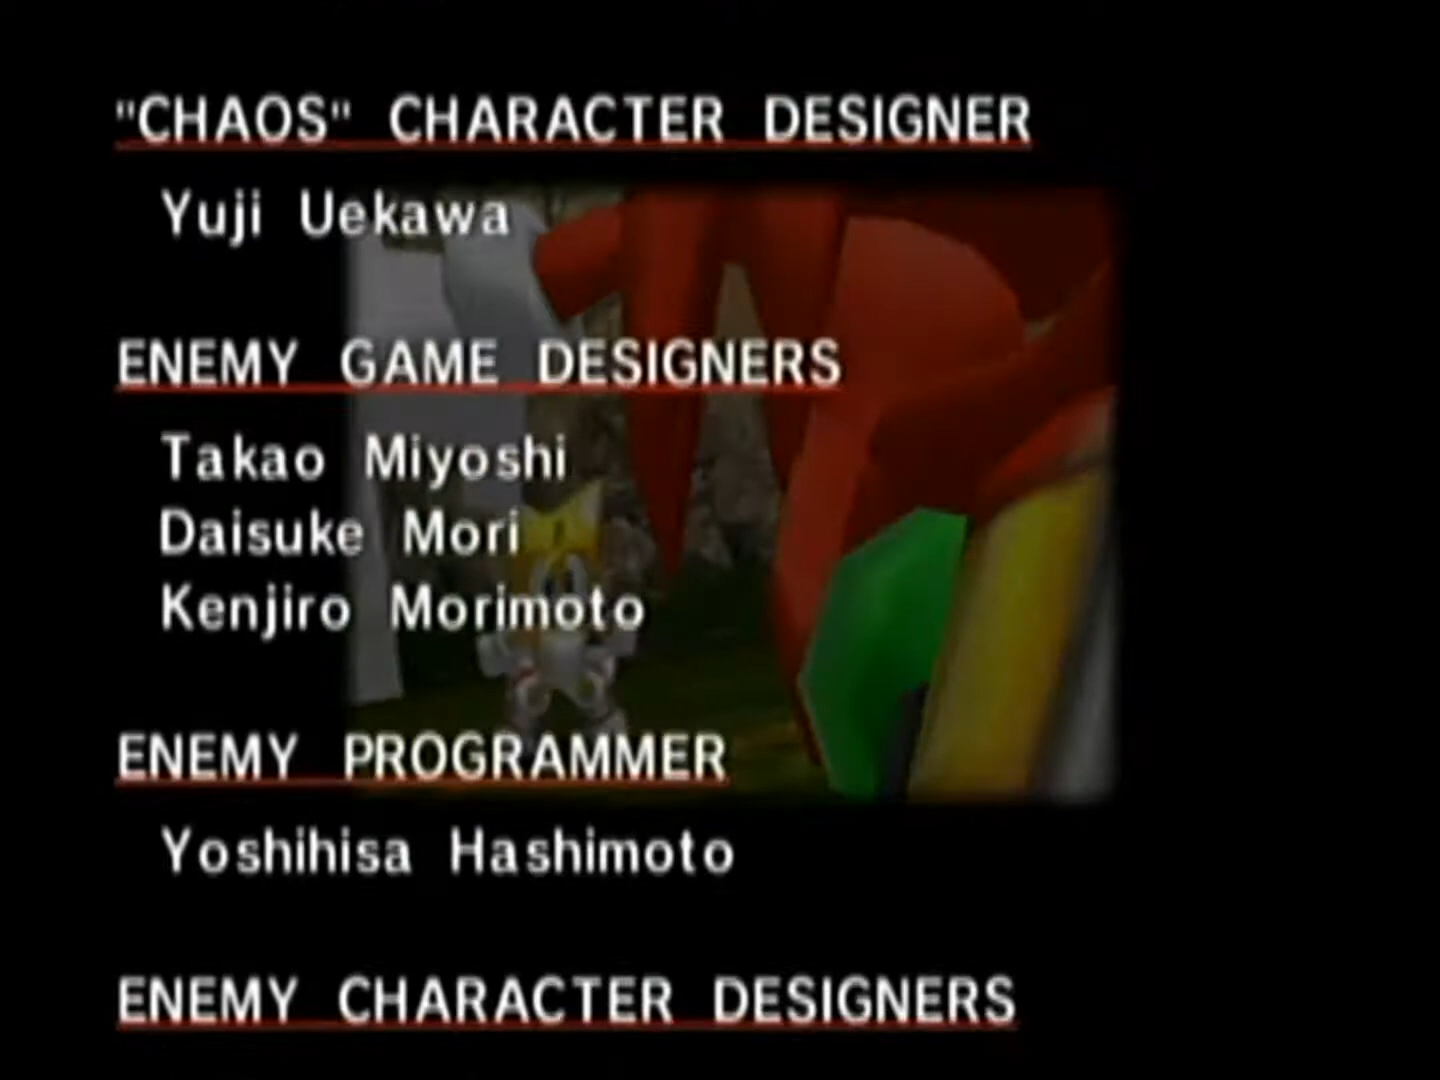 "CHAOS" CHARACTER DESIGNER
Yuji Uekawa
ENEMY GAME DESIGNERS
Takao Miyoshi
Daisuke Mori
Kenjiro Morimoto
ENEMY PROGRAMMER
Yoshihisa Hashimoto
ENEMY CHARACTER DESIGNERS